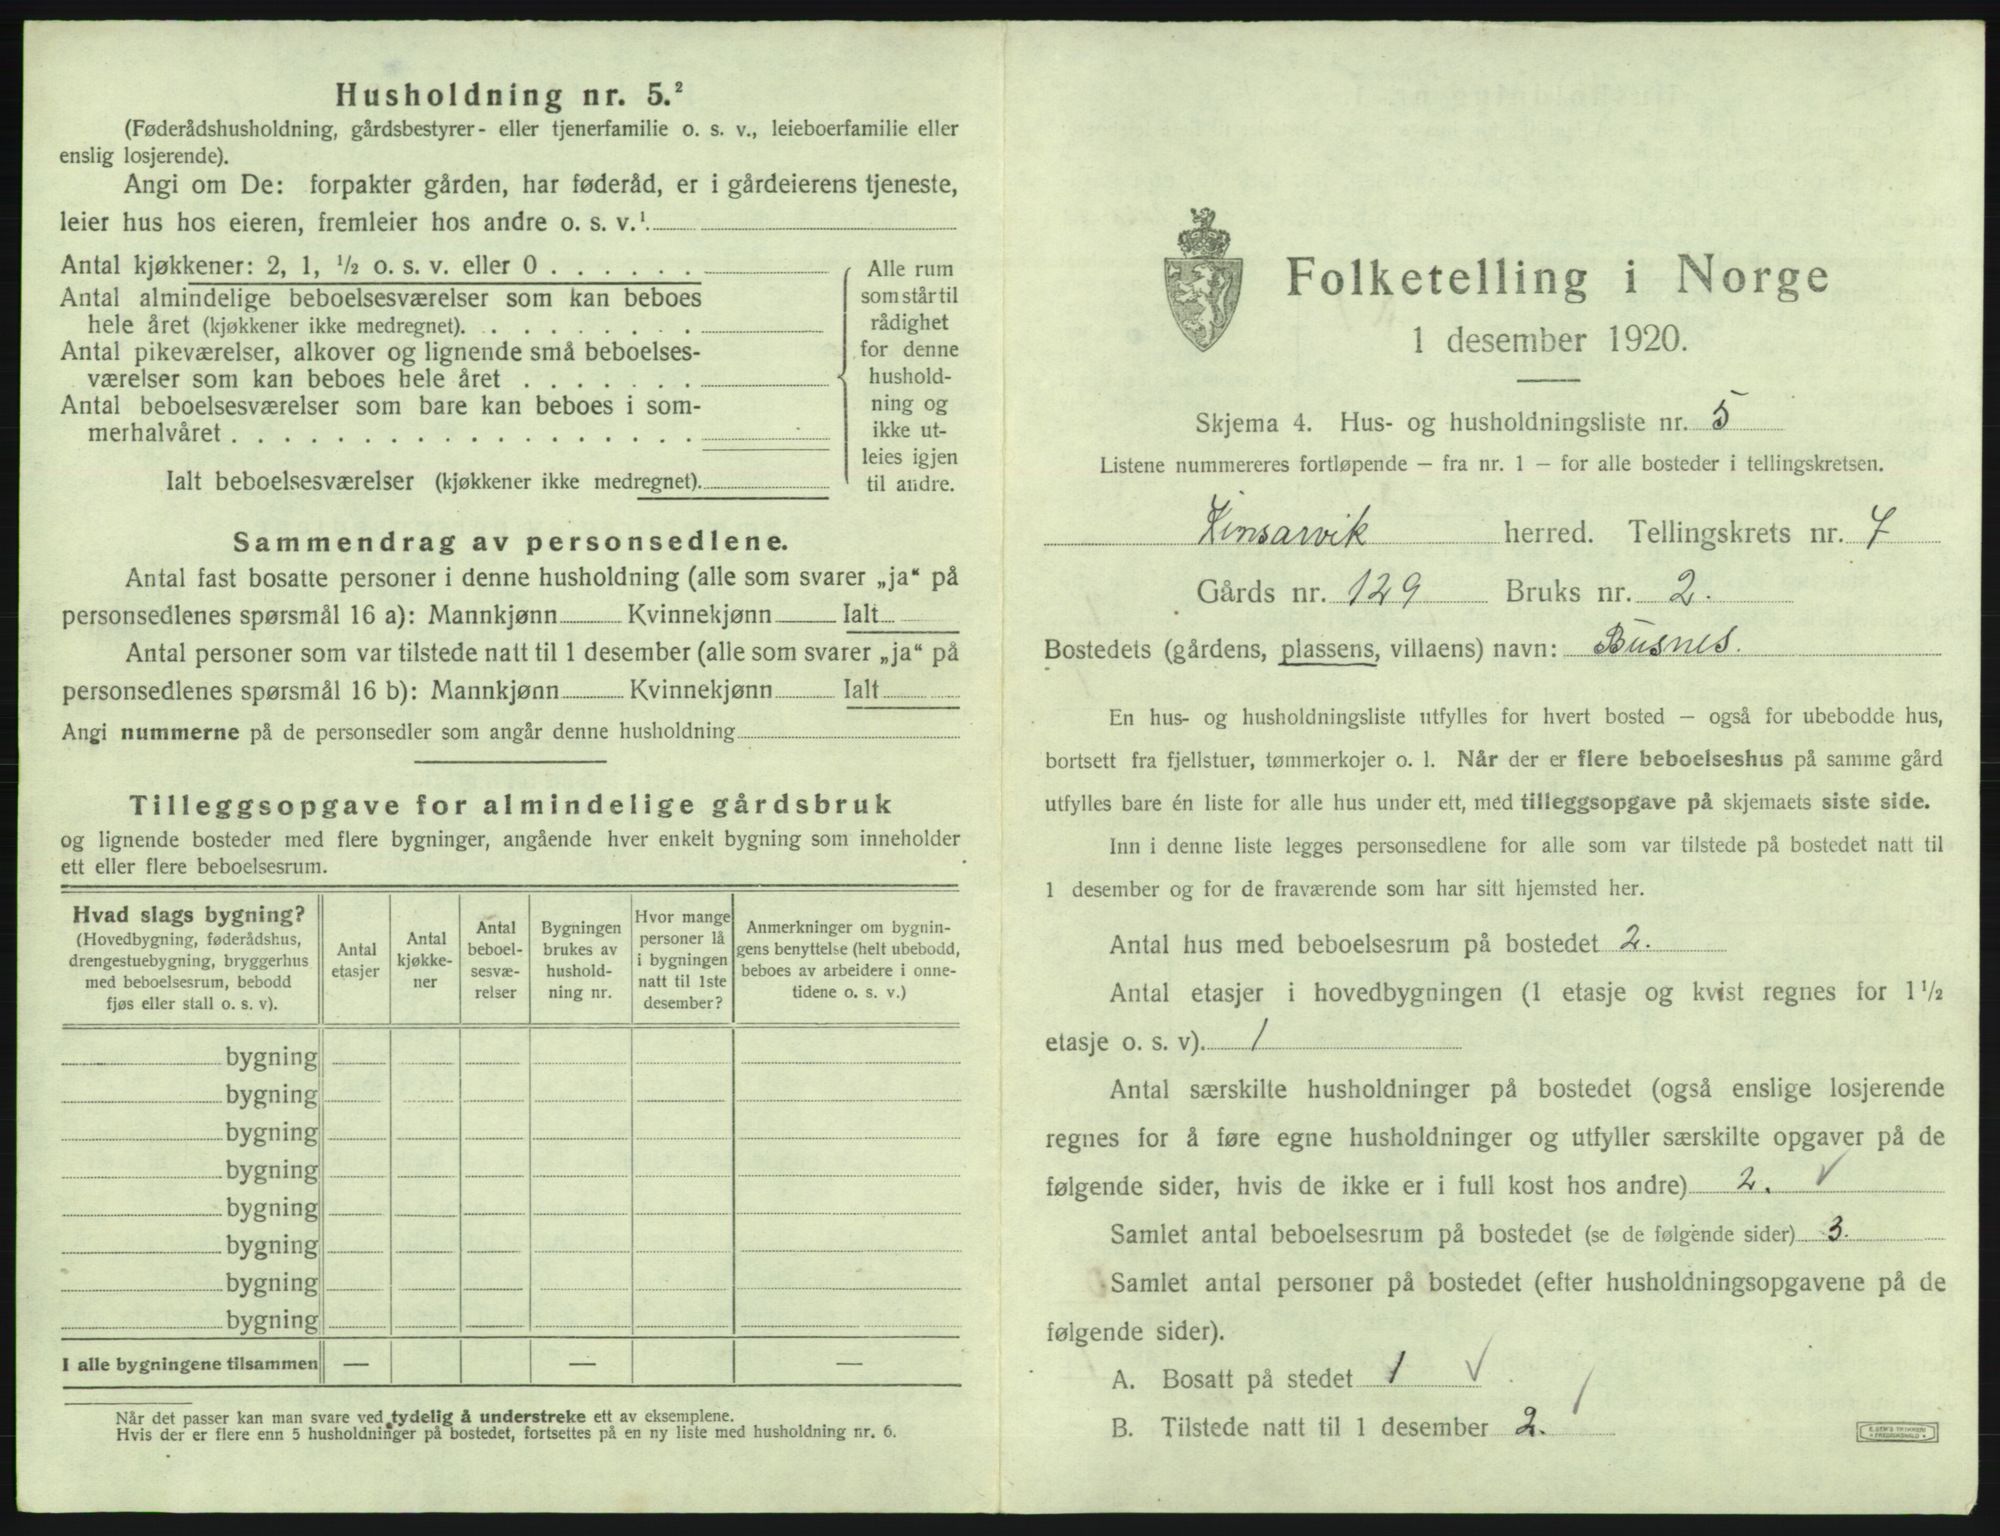 Husholdning nr. 5.²
(Føderådshusholdning, gårdsbestyrer- eller tjenerfamilie o. s. v., leieboerfamilie eller
enslig losjerende).
Angi om De: forpakter gården, har føderåd, er i gårdeierens tjeneste,
leier hus hos eieren, fremleier hos andre o. s. v.¹
Antal kjøkkener: 2, 1, ½ o. s. v. eller 0 . . . . . .
Antal almindelige beboelsesværelser som kan beboes
hele året (kjøkkener ikke medregnet). . . . . . . . .
Antal pikeværelser, alkover og lignende små beboelses-
værelser som kan beboes hele året . . . . . . .
Antal beboelsesværelser som bare kan beboes i som-
merhalvåret . . . . . . . . . . . . . . . . . .
Ialt beboelsesværelser (kjøkkener ikke medregnet).
Alle rum
som står til
rådighet
for denne
hushold-
ning og
ikke ut-
leies igjen
til andre.
Sammendrag av personsedlene.
Antal fast bosatte personer i denne husholdning (alle som svarer „ja“ på
personsedlenes spørsmål 16 a): Mannkjønn Kvinnekjønn Ialt
Antal personer som var tilstede natt til 1 desember (alle som svarer „ja“ på
personsedlenes spørsmål 16 b): Mannkjønn Kvinnekjønn Ialt
Angi nummerne på de personsedler som angår denne husholdning
Tilleggsopgave for almindelige gårdsbruk
og lignende bosteder med flere bygninger, angående hver enkelt bygning som inneholder
ett eller flere beboelsesrum.
Hvad slags bygning?
(Hovedbygning, føderådshus,
drengestuebygning, bryggerhus
med beboelsesrum, bebodd
fjøs eller stall o. s. v).
Antal
etasjer
Antal
kjøkke-
ner
Antal
beboel-
sesvæ-
relser
Bygningen
brukes av
hushold-
ning nr.
Hvor mange
personer lå
i bygningen
natt til 1ste
desember?
Anmerkninger om bygnin-
gens benyttelse (helt ubebodd,
beboes av arbeidere i onne-
tidene o. s. v.)
bygning
bygning
bygning
bygning
bygning
bygning
bygning
bygning
I alle bygningene tilsammen — — —
Når det passer kan man svare ved tydelig å understreke ett av eksemplene.
Hvis der er flere enn 5 husholdninger på bostedet, fortsettes på en ny liste med husholdning nr. 6.
Folketelling i Norge
1 desember 1920.
Skjema 4. Hus- og husholdningsliste nr. 5
Listene nummereres fortløpende — fra nr. 1 — for alle bosteder i tellingskretsen.
Kinsarvik herred. Tellingskrets nr. 7
Gårds nr. 129 Bruks nr. 2.
Bostedets (gårdens, plassens, villaens) navn: Busnes.
En hus- og husholdningsliste utfylles for hvert bosted — også for ubebodde hus,
bortsett fra fjellstuer, tømmerkojer o. l. Når der er flere beboelseshus på samme gård
utfylles bare én liste for alle hus under ett, med tilleggsopgave på skjemaets siste side.
Inn i denne liste legges personsedlene for alle som var tilstede på bostedet natt til
1 desember og for de fraværende som har sitt hjemsted her.
Antal hus med beboelsesrum på bostedet 2.
Antal etasjer i hovedbygningen (1 etasje og kvist regnes for 1½
etasje o. s. v). 1
Antal særskilte husholdninger på bostedet (også enslige losjerende
regnes for å føre egne husholdninger og utfyller særskilte opgaver på de
følgende sider, hvis de ikke er i full kost hos andre) 2. ✓
Samlet antal beboelsesrum på bostedet (se de følgende sider) 3.
Samlet antal personer på bostedet (efter husholdningsopgavene på de
følgende sider).
A. Bosatt på stedet 1 ✓
B. Tilstede natt til 1 desember 2. /